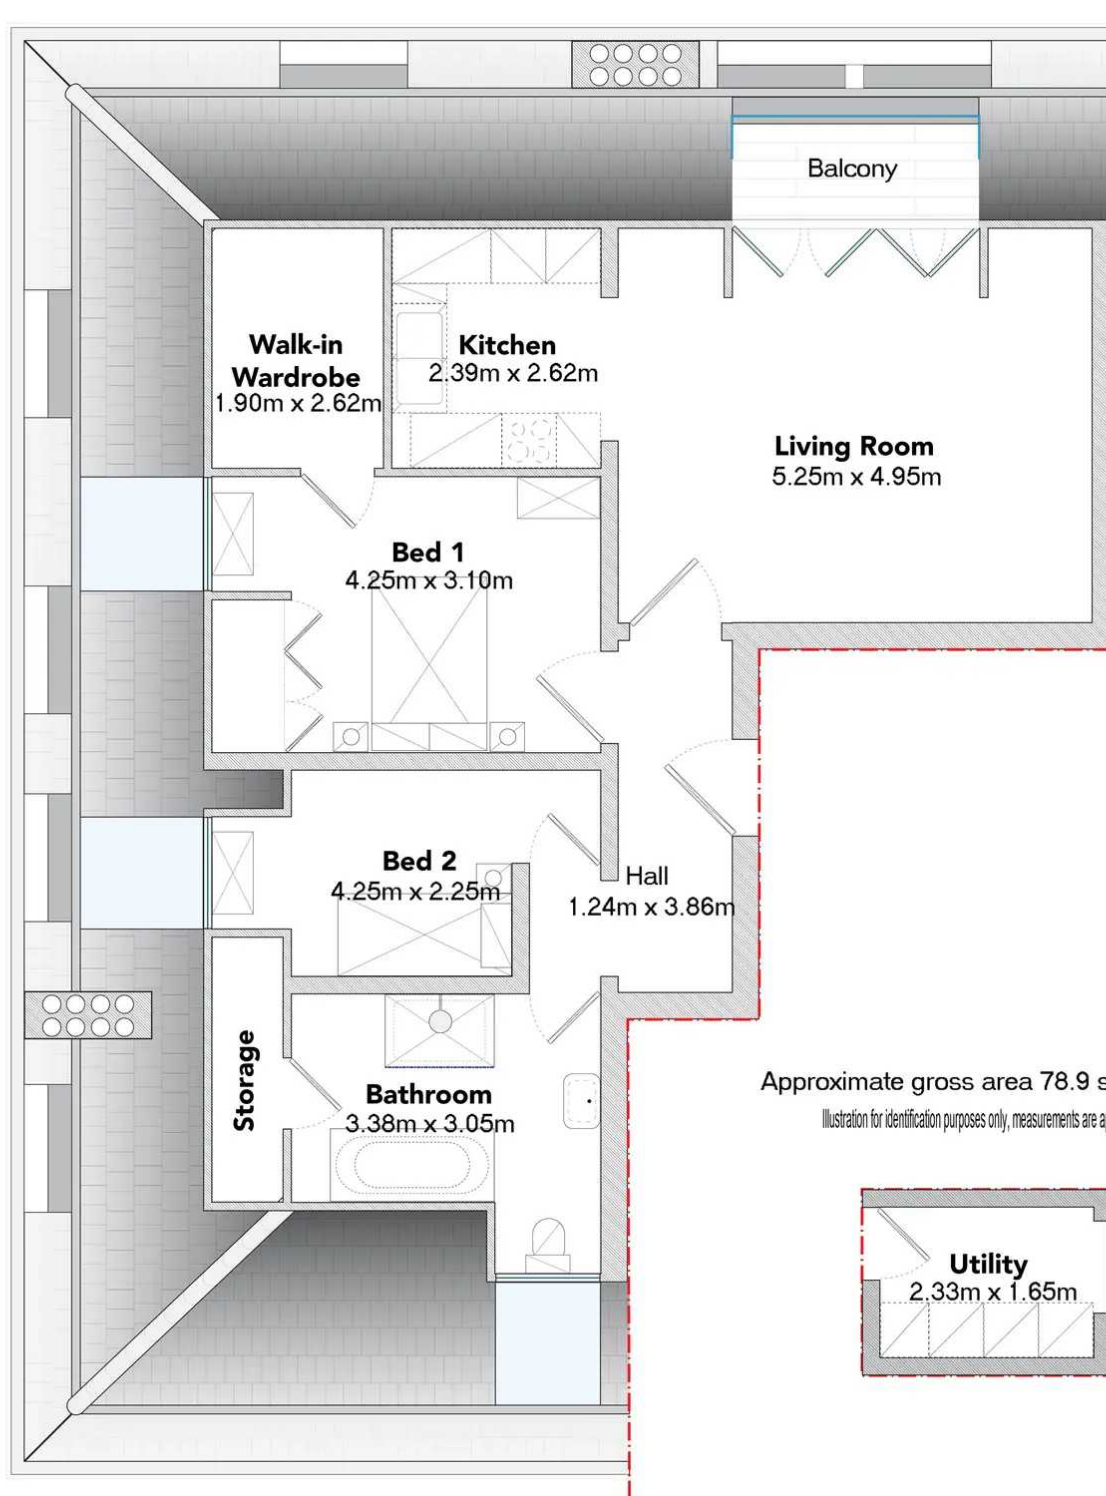 Balcony
Walk-in
Wardrobe
1.90m x 2.62m
Kitchen
2.39m x 2.62m
Living Room
5.25m x 4.95m
Bed 1
4.25m x 3.10m
Bed 2
4.25m x 2.25m
Hall
1.24m x 3.86m
Storage
Bathroom
3.38m x 3.05m
Approximate gross area 78.9 s
Illustration for identification purposes only, measurements are
Utility
2.33m x 1.65m